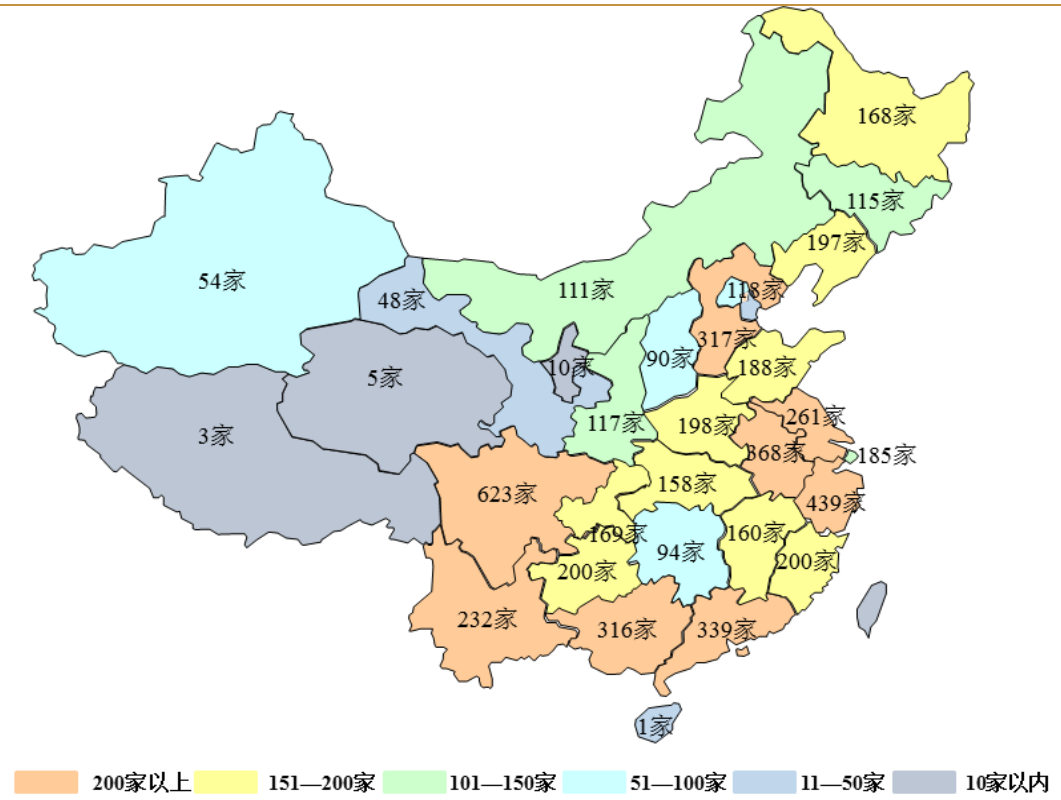 168家
115家
197家
54家
48家
111家
118家
317家
10家
90家
188家
5家
3家
117家
198家
261家
368家
185家
623家
158家
439家
169家
94家
160家
200家
200家
232家
316家
339家
1家
200家以上 151—200家 101—150家 51—100家 11—50家 10家以内